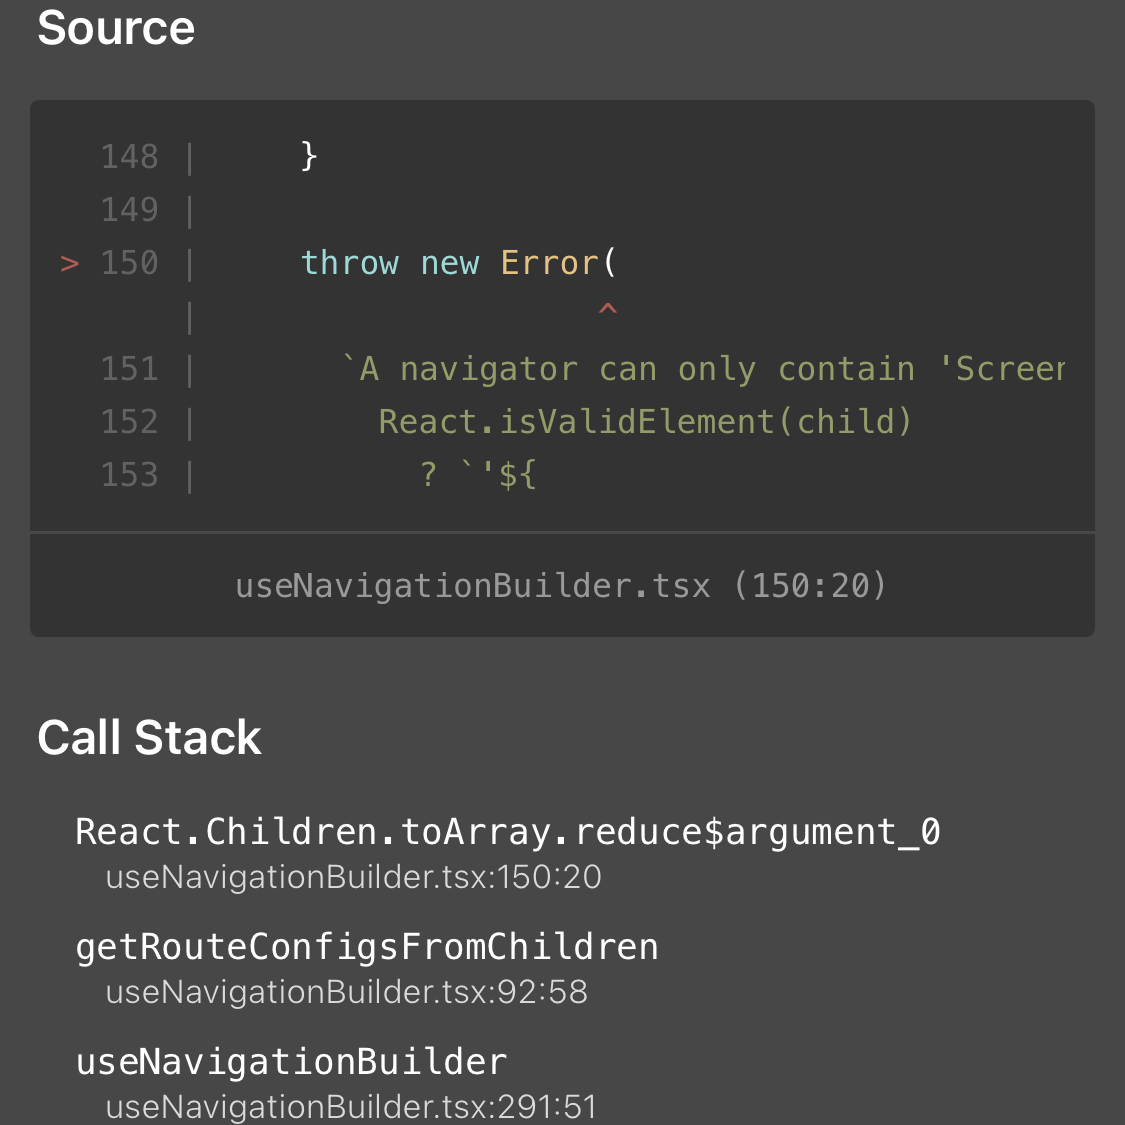 Source
148 | }
149 |
> 150 | throw new Error(
| ^
151 | `A navigator can only contain 'Screen
152 | React.isValidElement(child)
153 | ? `'${
useNavigationBuilder.tsx (150:20)
Call Stack
React.Children.toArray.reduce$argument_0
useNavigationBuilder.tsx:150:20
getRouteConfigsFromChildren
useNavigationBuilder.tsx:92:58
useNavigationBuilder
useNavigationBuilder.tsx:291:51